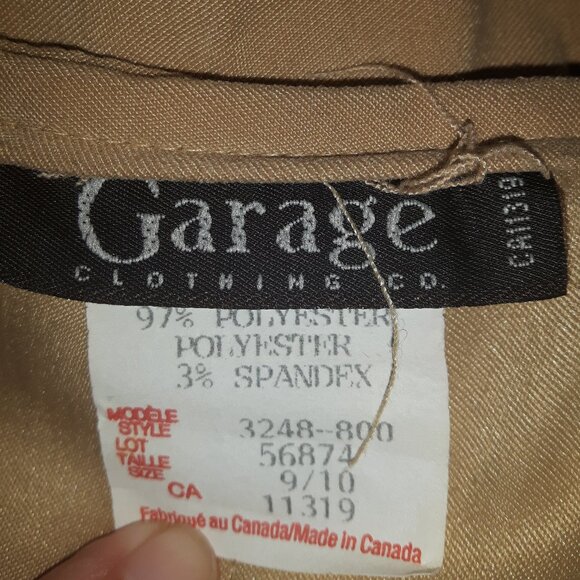 Garage
CLOTHING CO.
CA11319
97% POLYESTER
POLYESTER
3% SPANDEX
MODÈLE
STYLE 3248-800
LOT 56874
TAILLE
SIZE 9/10
CA 11319
Fabriqué au Canada/Made in Canada